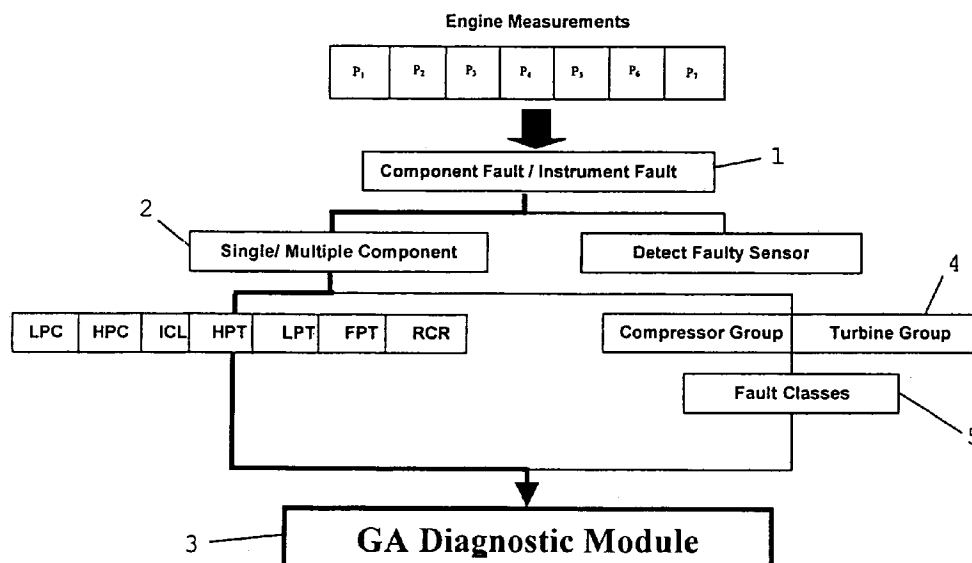 Engine Measurements
P1 P2 P3 P4 P5 P6 P7
Component Fault / Instrument Fault
1
2
Single/ Multiple Component
Detect Faulty Sensor
4
LPC HPC ICL HPT LPT FPT RCR
Compressor Group Turbine Group
Fault Classes
5
3
GA Diagnostic Module